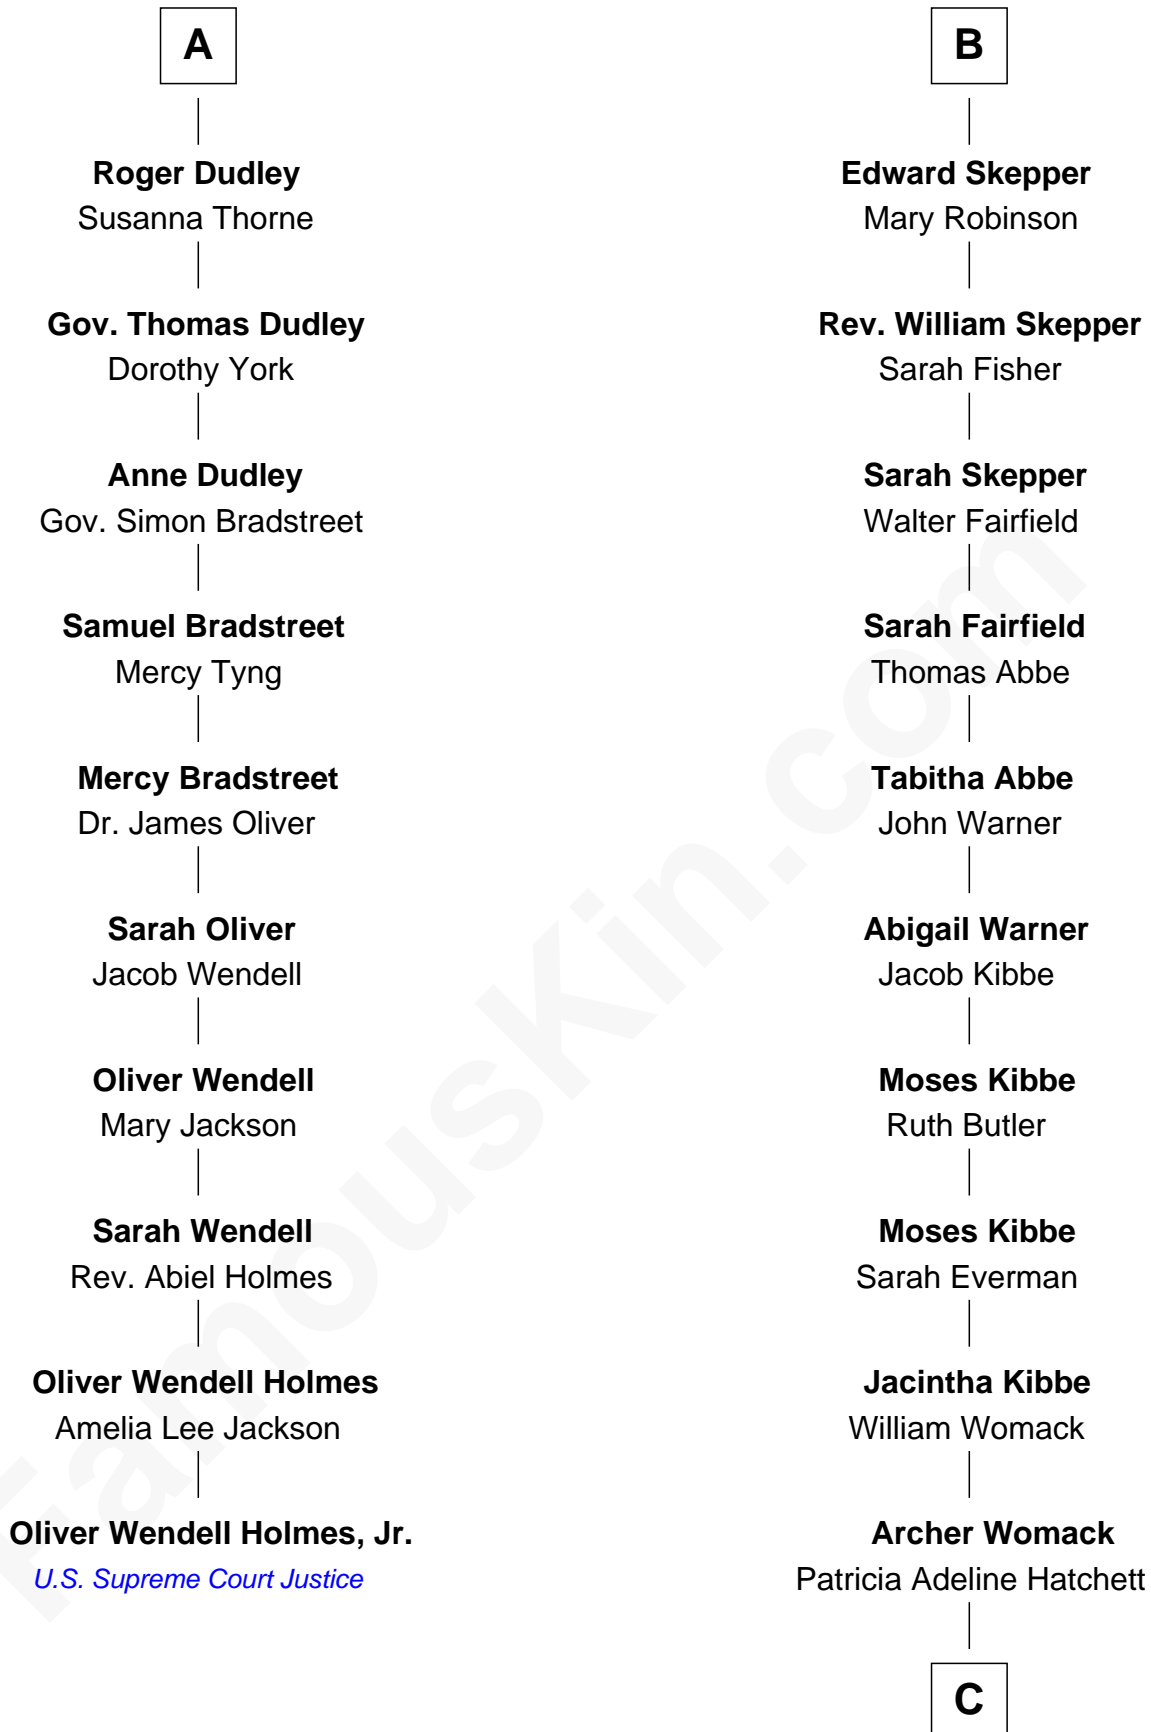 A
Roger Dudley
Susanna Thorne
Gov. Thomas Dudley
Dorothy York
Anne Dudley
Gov. Simon Bradstreet
Samuel Bradstreet
Mercy Tyng
Mercy Bradstreet
Dr. James Oliver
Sarah Oliver
Jacob Wendell
Oliver Wendell
Mary Jackson
Sarah Wendell
Rev. Abiel Holmes
Oliver Wendell Holmes
Amelia Lee Jackson
Oliver Wendell Holmes, Jr.
U.S. Supreme Court Justice
B
Edward Skepper
Mary Robinson
Rev. William Skepper
Sarah Fisher
Sarah Skepper
Walter Fairfield
Sarah Fairfield
Thomas Abbe
Tabitha Abbe
John Warner
Abigail Warner
Jacob Kibbe
Moses Kibbe
Ruth Butler
Moses Kibbe
Sarah Everman
Jacintha Kibbe
William Womack
Archer Womack
Patricia Adeline Hatchett
C
FamousKin.com